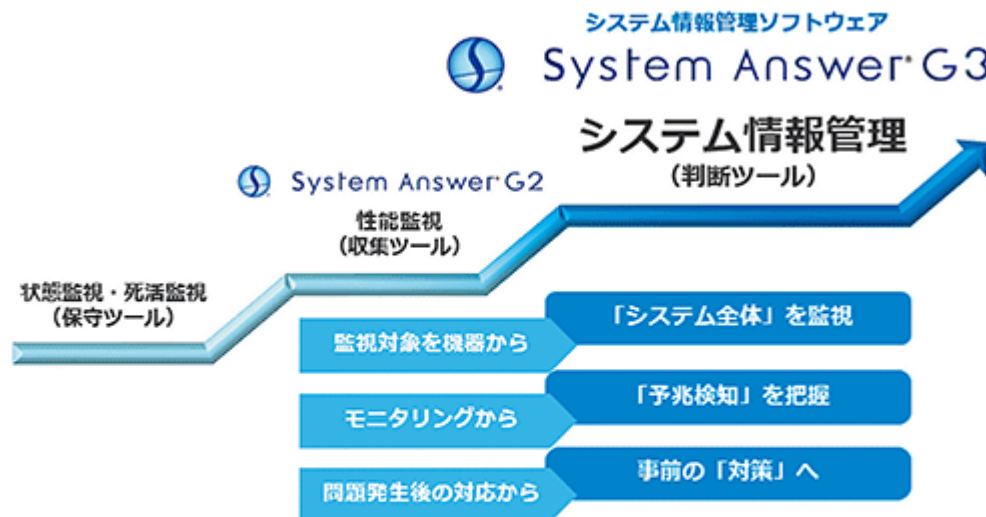 システム情報管理ソフトウェア
System Answer G3
システム情報管理
(判断ツール)
System Answer G2
性能監視
(収集ツール)
状態監視・死活監視
(保守ツール)
監視対象を機器から
「システム全体」を監視
モニタリングから
「予兆検知」を把握
問題発生後の対応から
事前の「対策」へ